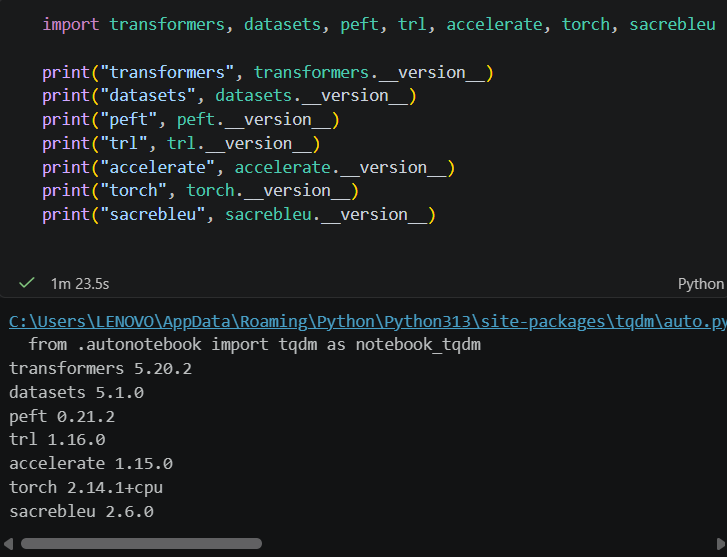 import transformers, datasets, peft, trl, accelerate, torch, sacrebleu
print("transformers", transformers.__version__)
print("datasets", datasets.__version__)
print("peft", peft.__version__)
print("trl", trl.__version__)
print("accelerate", accelerate.__version__)
print("torch", torch.__version__)
print("sacrebleu", sacrebleu.__version__)
1m 23.5s
Python
C:\Users\LENOVO\AppData\Roaming\Python\Python313\site-packages\tqdm\auto.py
  from .autonotebook import tqdm as notebook_tqdm
transformers 5.20.2
datasets 5.1.0
peft 0.21.2
trl 1.16.0
accelerate 1.15.0
torch 2.14.1+cpu
sacrebleu 2.6.0